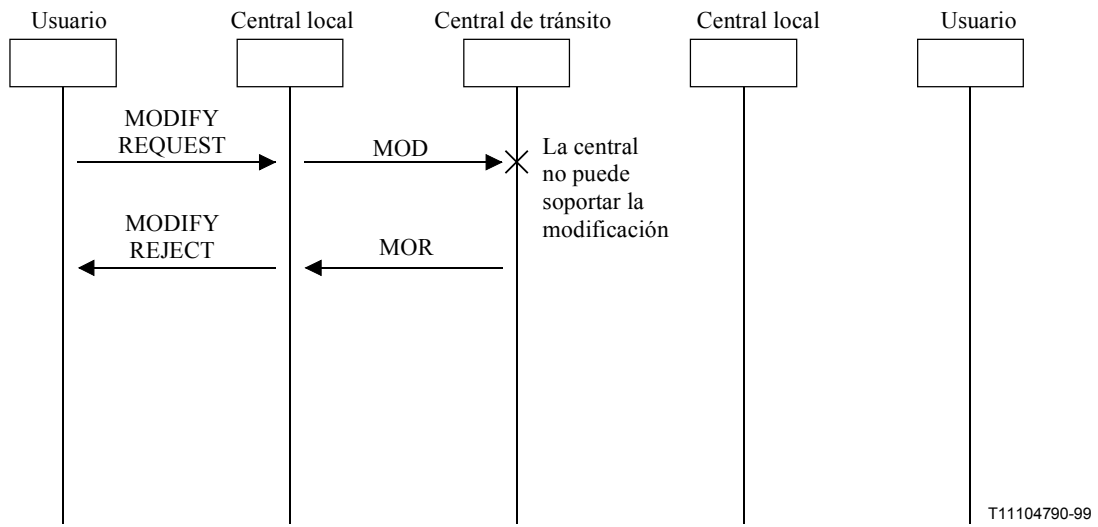 Usuario
Central local
Central de tránsito
Central local
Usuario
MODIFY
REQUEST
MOD
La central
no puede
soportar la
modificación
MODIFY
REJECT
MOR
T11104790-99